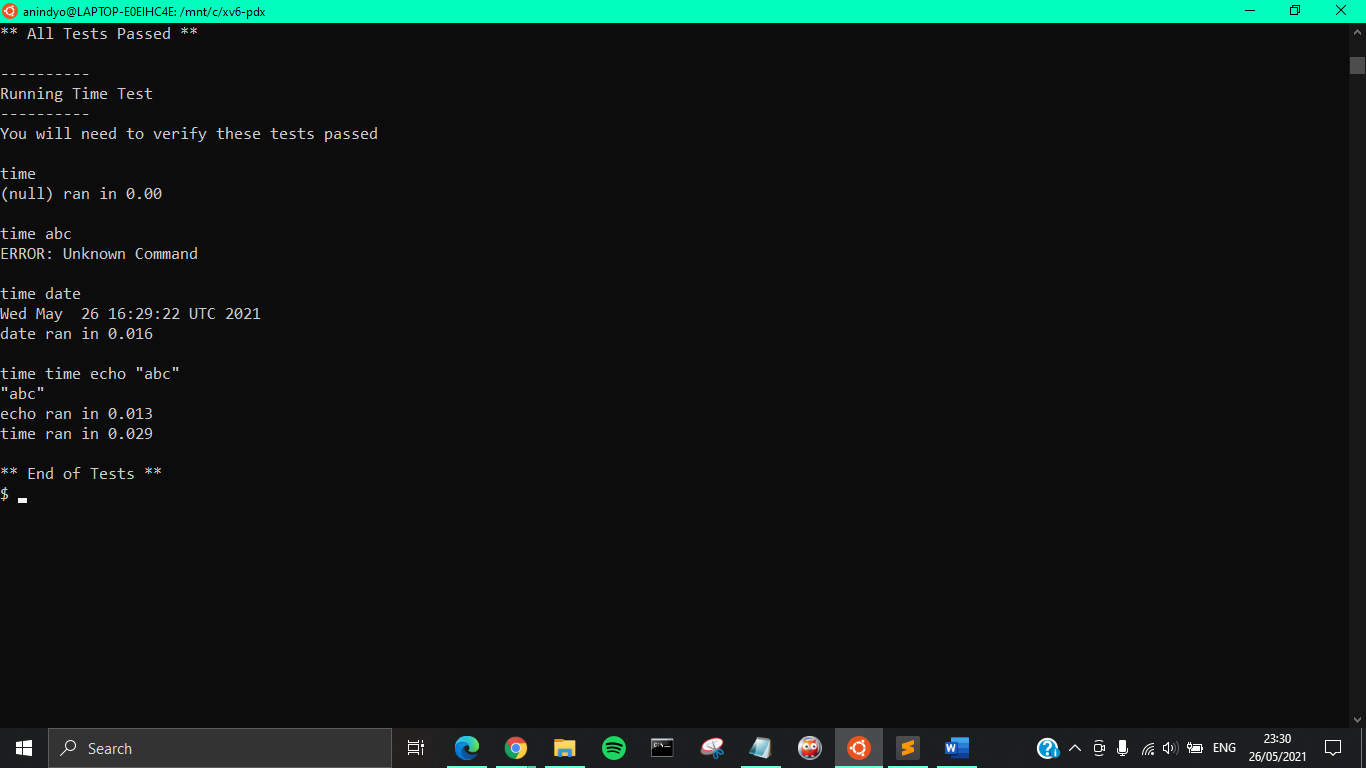 anindyo@LAPTOP-E0EIHC4E: /mnt/c/xv6-pdx
** All Tests Passed **
----------
Running Time Test
----------
You will need to verify these tests passed
time
(null) ran in 0.00
time abc
ERROR: Unknown Command
time date
Wed May  26 16:29:22 UTC 2021
date ran in 0.016
time time echo "abc"
"abc"
echo ran in 0.013
time ran in 0.029
** End of Tests **
$
Search
ENG
23:30
26/05/2021